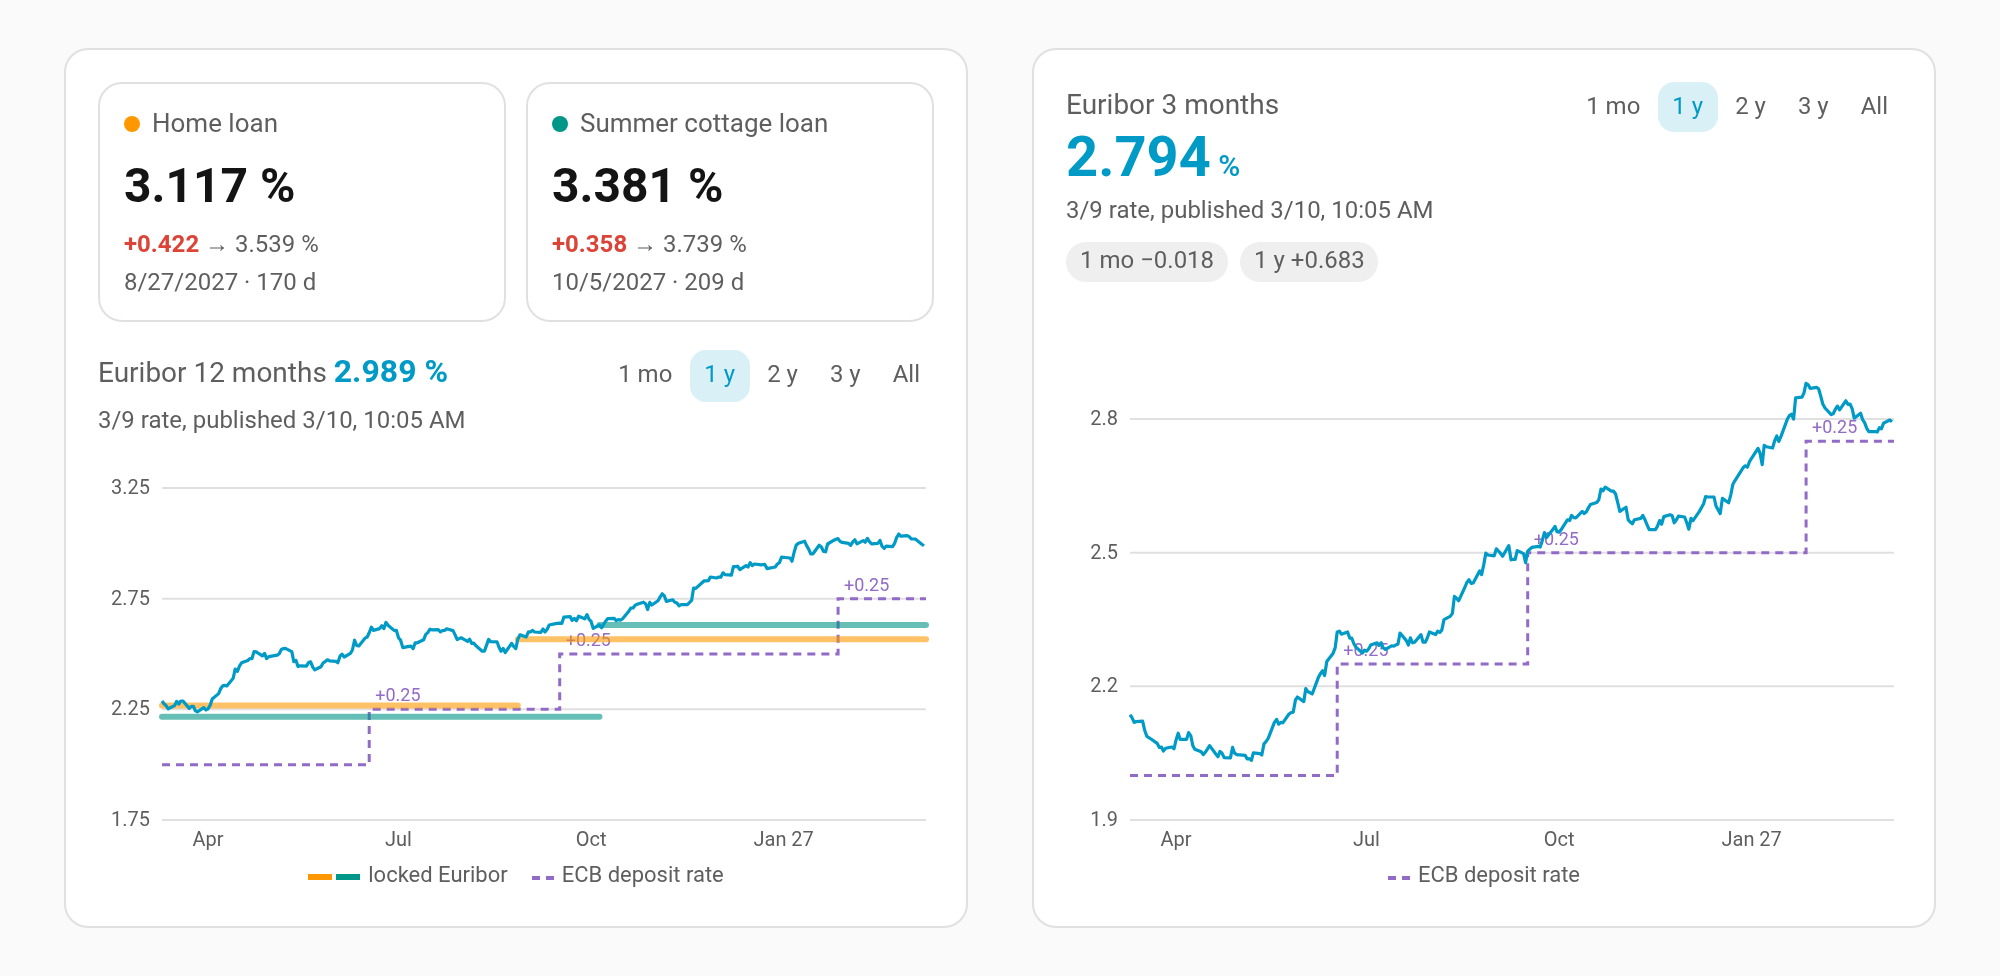 Home loan
3.117 %
+0.422 → 3.539 %
8/27/2027 · 170 d
Summer cottage loan
3.381 %
+0.358 → 3.739 %
10/5/2027 · 209 d
Euribor 12 months 2.989 %
1 mo 1 y 2 y 3 y All
3/9 rate, published 3/10, 10:05 AM
3.25
2.75
2.25
1.75
+0.25
+0.25
+0.25
Apr Jul Oct Jan 27
locked Euribor ECB deposit rate
Euribor 3 months
1 mo 1 y 2 y 3 y All
2.794 %
3/9 rate, published 3/10, 10:05 AM
1 mo −0.018 1 y +0.683
2.8
2.5
2.2
1.9
+0.25
+0.25
+0.25
Apr Jul Oct Jan 27
ECB deposit rate